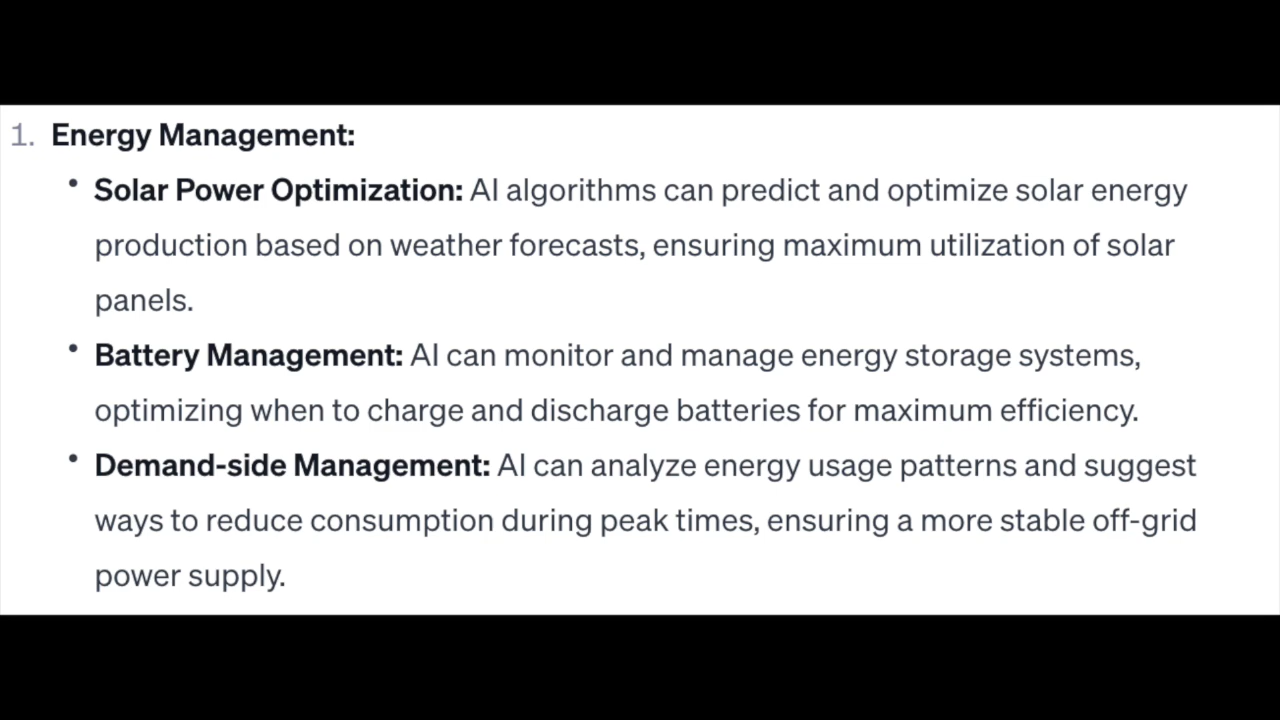 1. Energy Management:
• Solar Power Optimization: AI algorithms can predict and optimize solar energy
production based on weather forecasts, ensuring maximum utilization of solar
panels.
• Battery Management: AI can monitor and manage energy storage systems,
optimizing when to charge and discharge batteries for maximum efficiency.
• Demand-side Management: AI can analyze energy usage patterns and suggest
ways to reduce consumption during peak times, ensuring a more stable off-grid
power supply.